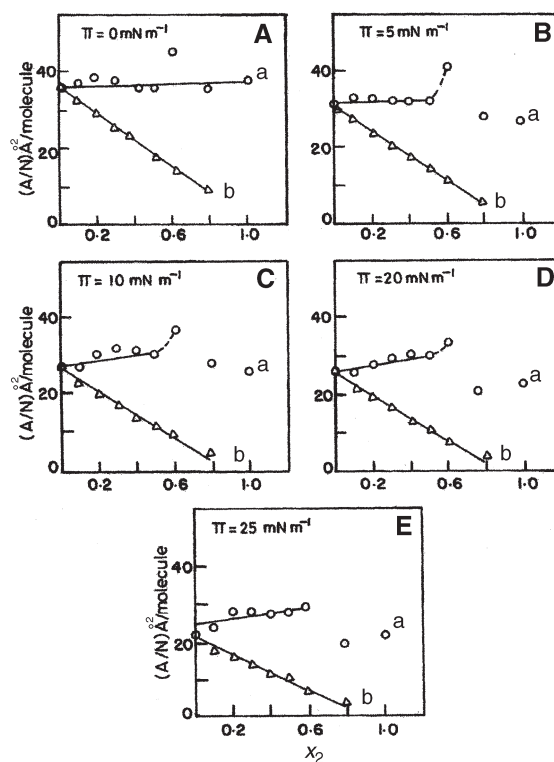 π = 0 mN m⁻¹ A
(A/N)Å²/molecule
40
20
0
0·2 0·6 1·0
a
b
π = 5 mN m⁻¹ B
40
20
0
0·2 0·6 1·0
a
b
π = 10 mN m⁻¹ C
(A/N)Å²/molecule
40
20
0
0·2 0·6 1·0
a
b
π = 20 mN m⁻¹ D
40
20
0
0·2 0·6 1·0
a
b
π = 25 mN m⁻¹ E
(A/N)Å²/molecule
40
20
0
0·2 0·6 1·0
a
b
x₂